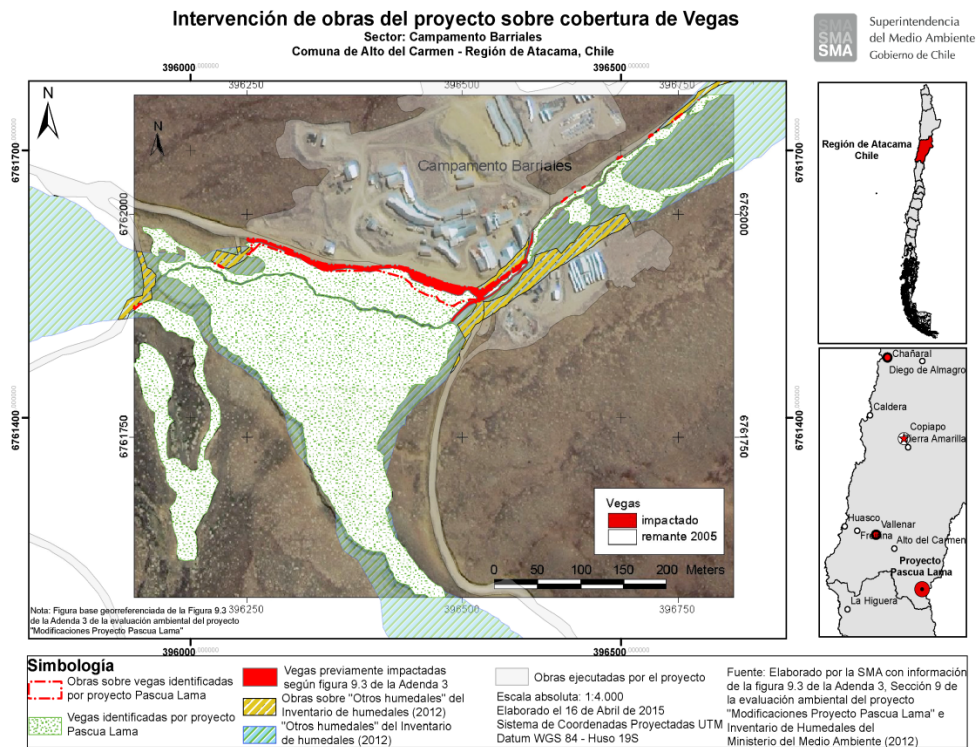 Intervención de obras del proyecto sobre cobertura de Vegas
Sector: Campamento Barriales
Comuna de Alto del Carmen - Región de Atacama, Chile
SMA
SMA
SMA
Superintendencia
del Medio Ambiente
Gobierno de Chile
396000,000000
396500,000000
396250
396500
396750
N
N
6761700,000000
6761700,000000
6762000
6762000
Campamento Barriales
6761400,000000
6761400,000000
6761750
6761750
Vegas
impactado
remante 2005
0 50 100 150 200 Meters
396250
396500
396750
396000
396500
Nota: Figura base georreferenciada de la Figura 9.3
de la Adenda 3 de la evaluación ambiental del proyecto
"Modificaciones Proyecto Pascua Lama"
Región de Atacama
Chile
Chañaral
Diego de Almagro
Caldera
Copiapo
Tierra Amarilla
Huasco
Vallenar
Alto del Carmen
Proyecto
Pascua Lama
La Higuera
Simbología
Obras sobre vegas identificadas
por proyecto Pascua Lama
Vegas identificadas por proyecto
Pascua Lama
Vegas previamente impactadas
según figura 9.3 de la Adenda 3
Obras sobre "Otros humedales" del
Inventario de humedales (2012)
"Otros humedales" del Inventario
de humedales (2012)
Obras ejecutadas por el proyecto
Escala absoluta: 1:4.000
Elaborado el 16 de Abril de 2015
Sistema de Coordenadas Proyectadas UTM
Datum WGS 84 - Huso 19S
Fuente: Elaborado por la SMA con información
de la figura 9.3 de la Adenda 3, Sección 9 de
la evaluación ambiental del proyecto
"Modificaciones Proyecto Pascua Lama" e
Inventario de Humedales del
Ministerio del Medio Ambiente (2012)